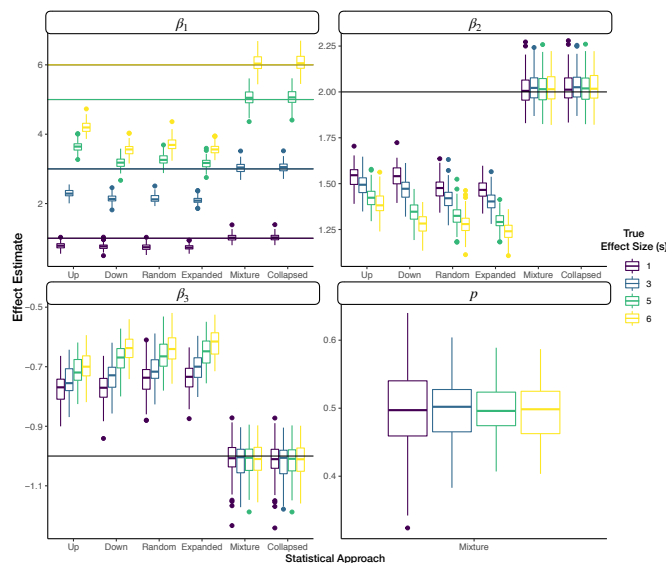 β1
β2
6
4
2
2.25
2.00
1.75
1.50
1.25
Up Down Random Expanded Mixture Collapsed
Up Down Random Expanded Mixture Collapsed
Effect Estimate
β3
p
-0.5
-0.7
-0.9
-1.1
0.6
0.5
0.4
Up Down Random Expanded Mixture Collapsed
Mixture
Statistical Approach
True
Effect Size (s)
1
3
5
6